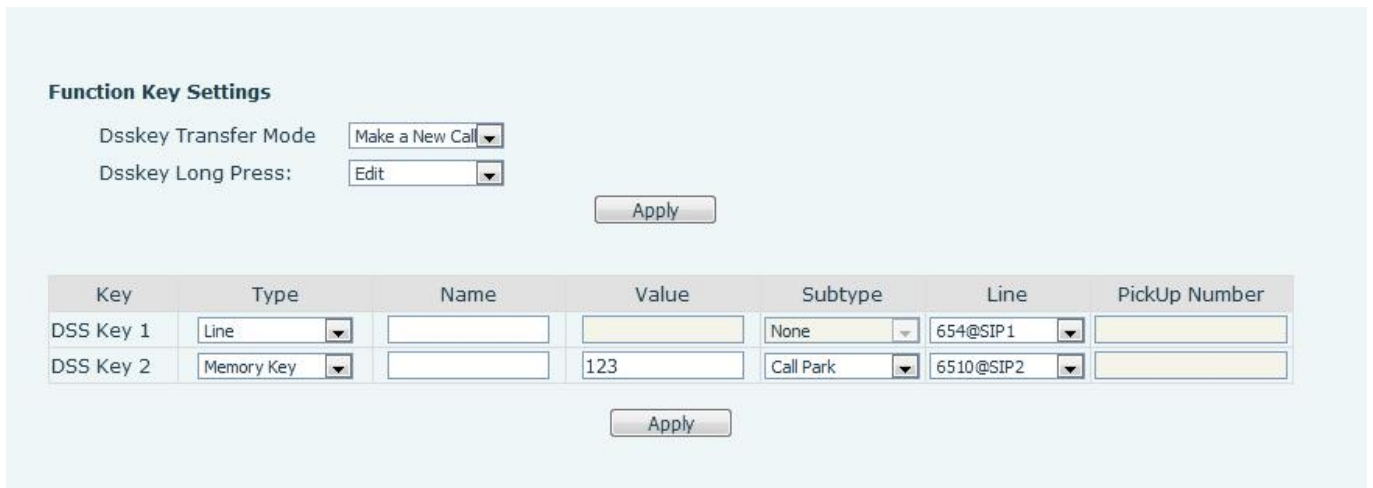 Function Key Settings
Dsskey Transfer Mode Make a New Call
Dsskey Long Press: Edit
Apply
Key Type Name Value Subtype Line PickUp Number
DSS Key 1 Line None 654@SIP1
DSS Key 2 Memory Key 123 Call Park 6510@SIP2
Apply